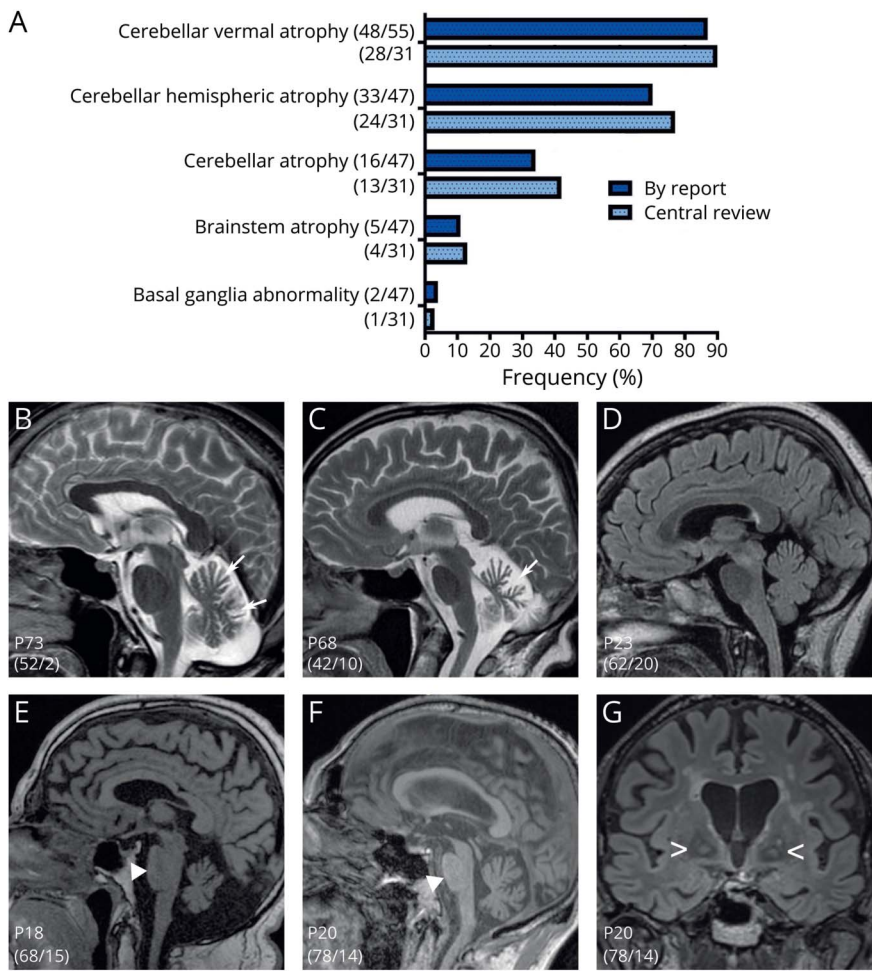 A
Cerebellar vermal atrophy (48/55)
(28/31
Cerebellar hemispheric atrophy (33/47)
(24/31)
Cerebellar atrophy (16/47)
(13/31)
Brainstem atrophy (5/47)
(4/31)
Basal ganglia abnormality (2/47)
(1/31)
By report
Central review
0 10 20 30 40 50 60 70 80 90
Frequency (%)
B
P73
(52/2)
C
P68
(42/10)
D
P23
(62/20)
E
P18
(68/15)
F
P20
(78/14)
G
> <
P20
(78/14)